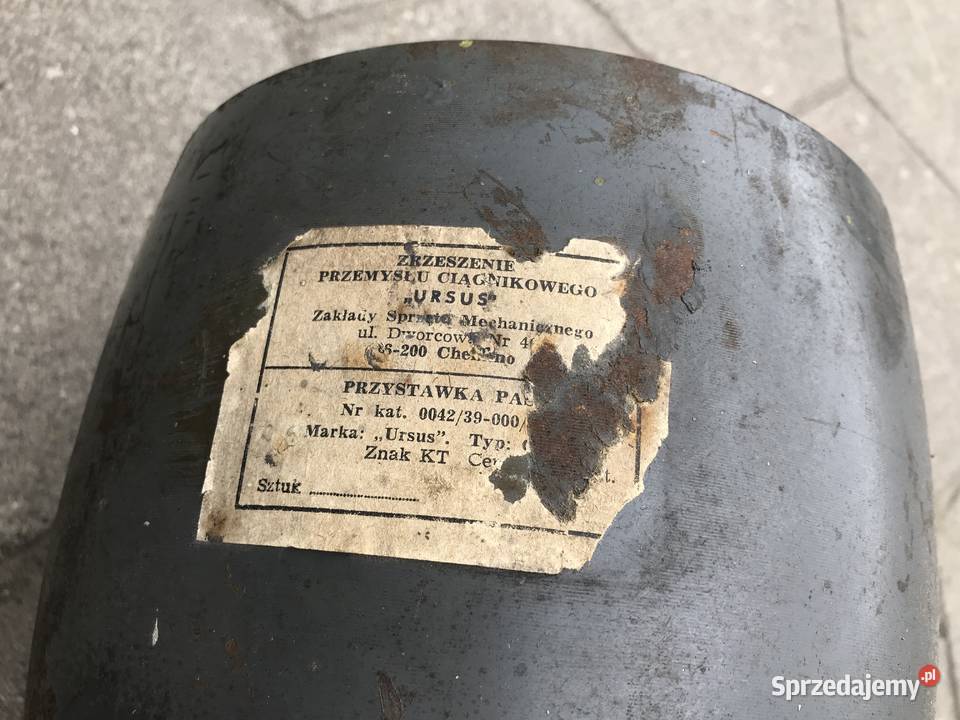 ZRZESZENIE
PRZEMYSŁU CIĄGNIKOWEGO
„URSUS”
Zakłady Sprzętu Mechanicznego
ul. Dworcowa Nr
-200
PRZYSTAWKA
Nr kat. 0042/39-000/
Marka: „Ursus”. Typ:
Znak KT
Sztuk
Sprzedajemy.pl